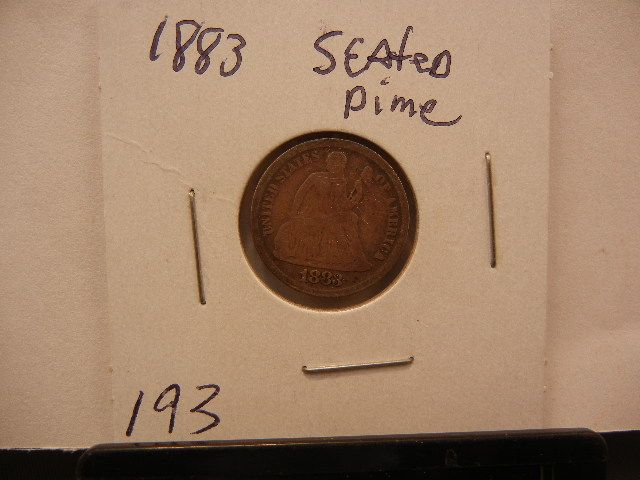 1883 SEAteD
Dime
UNITED STATES OF AMERICA
1883
193